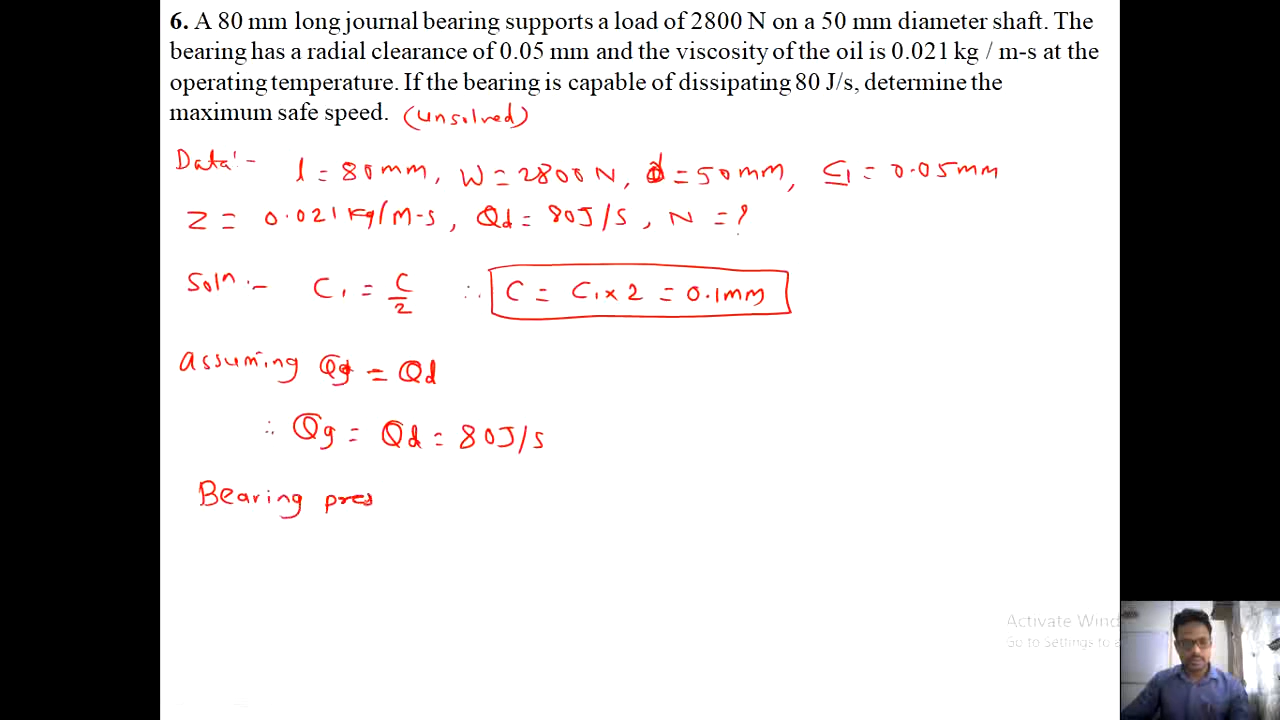 6. A 80 mm long journal bearing supports a load of 2800 N on a 50 mm diameter shaft. The
bearing has a radial clearance of 0.05 mm and the viscosity of the oil is 0.021 kg / m-s at the
operating temperature. If the bearing is capable of dissipating 80 J/s, determine the
maximum safe speed. (Unsolved)
Data:- l = 80mm, W = 2800 N, d = 50mm, C1 = 0.05mm
Z = 0.021 kg/m-s, Qd = 80J/s, N = ?
Soln:- C1 = C/2 ∴ C = C1 x 2 = 0.1mm
Assuming Qg = Qd
∴ Qg = Qd = 80J/s
Bearing pres
Activate Wind
Go to Settings to a